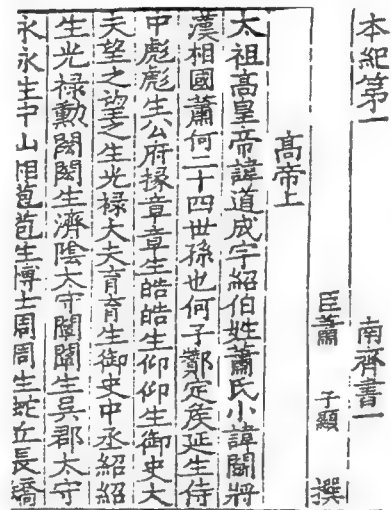 本紀第一　南齊書一
臣蕭　子顯　撰
高帝上
太祖高皇帝諱道成字紹伯姓蕭氏小諱鬭將
漢相國蕭何二十四世孫也何子酇定侯延生侍
中彪彪生公府掾章章生皓皓生仰仰生御史大
夫望之望之生光祿大夫育育生御史中丞紹紹
生光祿勳閎閎生濟陰太守闡闡生吳郡太守
永永生中山相苞苞生博士周周生蛇丘長矯